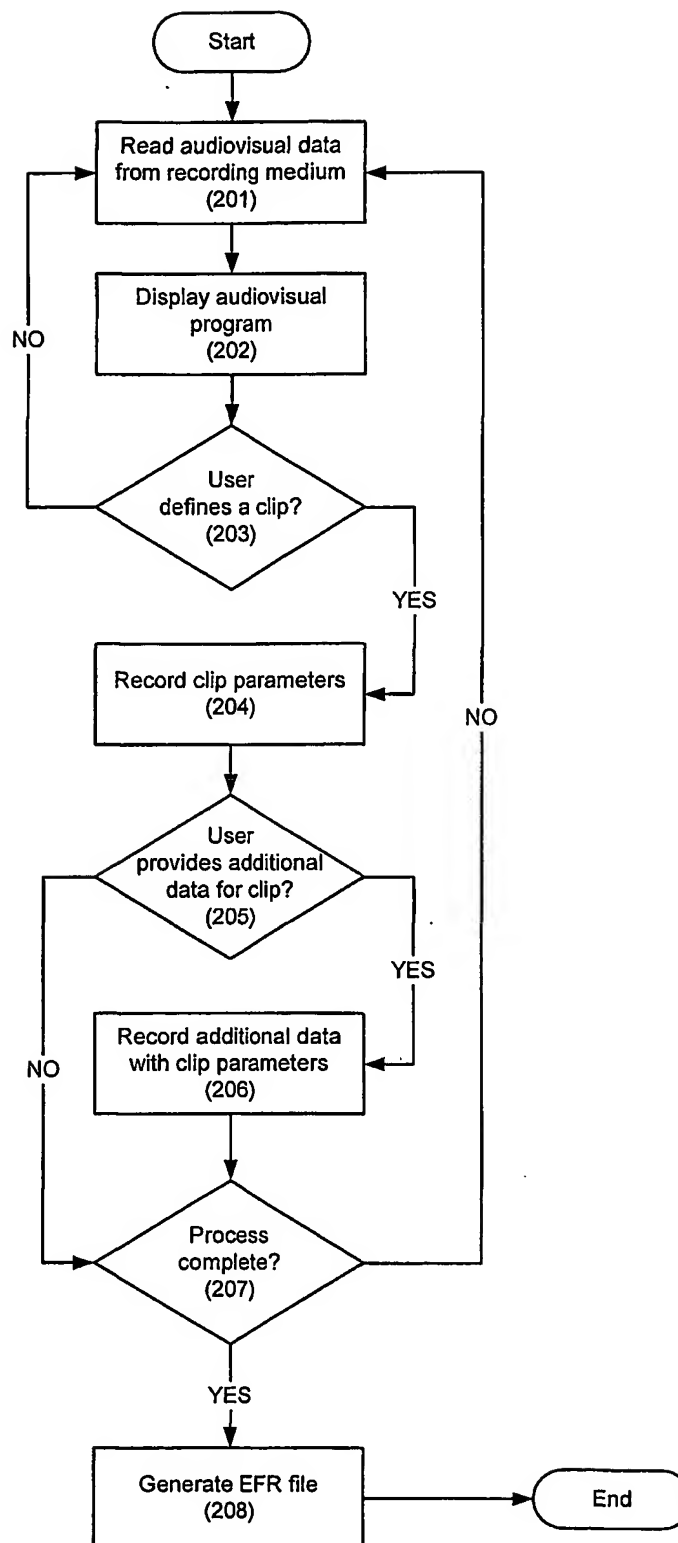 Start
Read audiovisual data
from recording medium
(201)
Display audiovisual
program
(202)
NO
User
defines a clip?
(203)
YES
Record clip parameters
(204)
NO
User
provides additional
data for clip?
(205)
YES
Record additional data
with clip parameters
(206)
NO
Process
complete?
(207)
YES
Generate EFR file
(208)
End